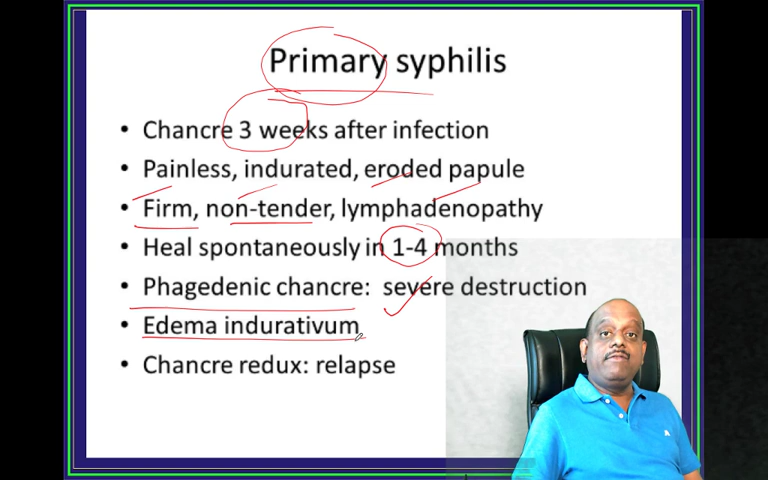 Primary syphilis
• Chancre 3 weeks after infection
• Painless, indurated, eroded papule
• Firm, non-tender, lymphadenopathy
• Heal spontaneously in 1-4 months
• Phagedenic chancre: severe destruction
• Edema indurativum
• Chancre redux: relapse